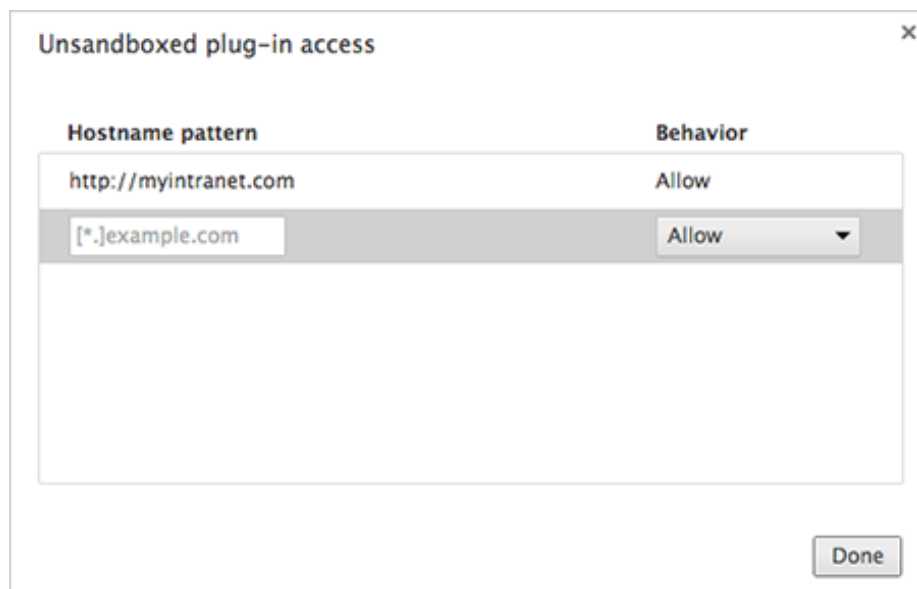 Unsandboxed plug-in access
Hostname pattern Behavior
http://myintranet.com Allow
[*.]example.com Allow
Done